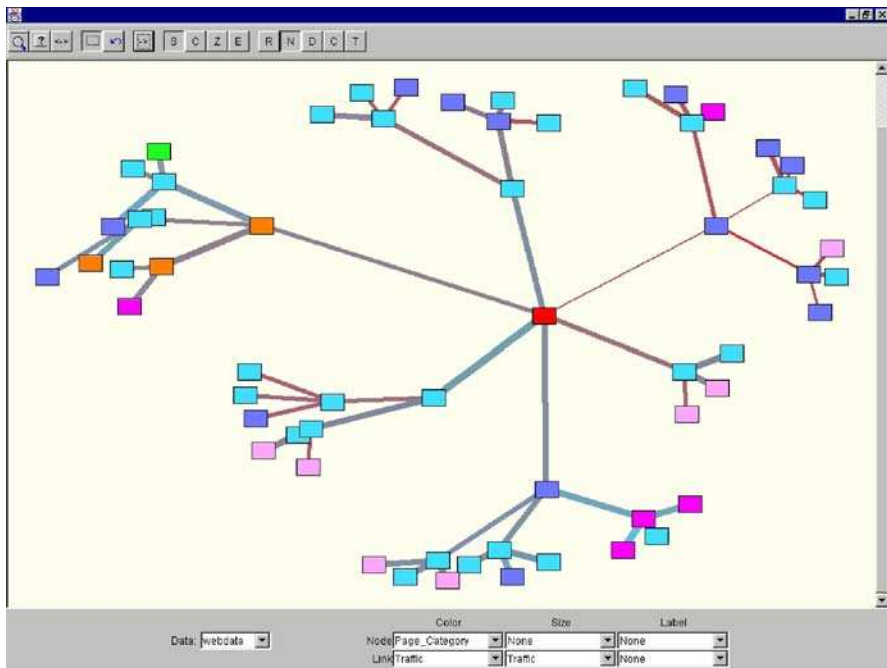 ? <->
S C Z E R N D C T
Color Size Label
Data: webdata Node Page_Category None None
Link Traffic Traffic None